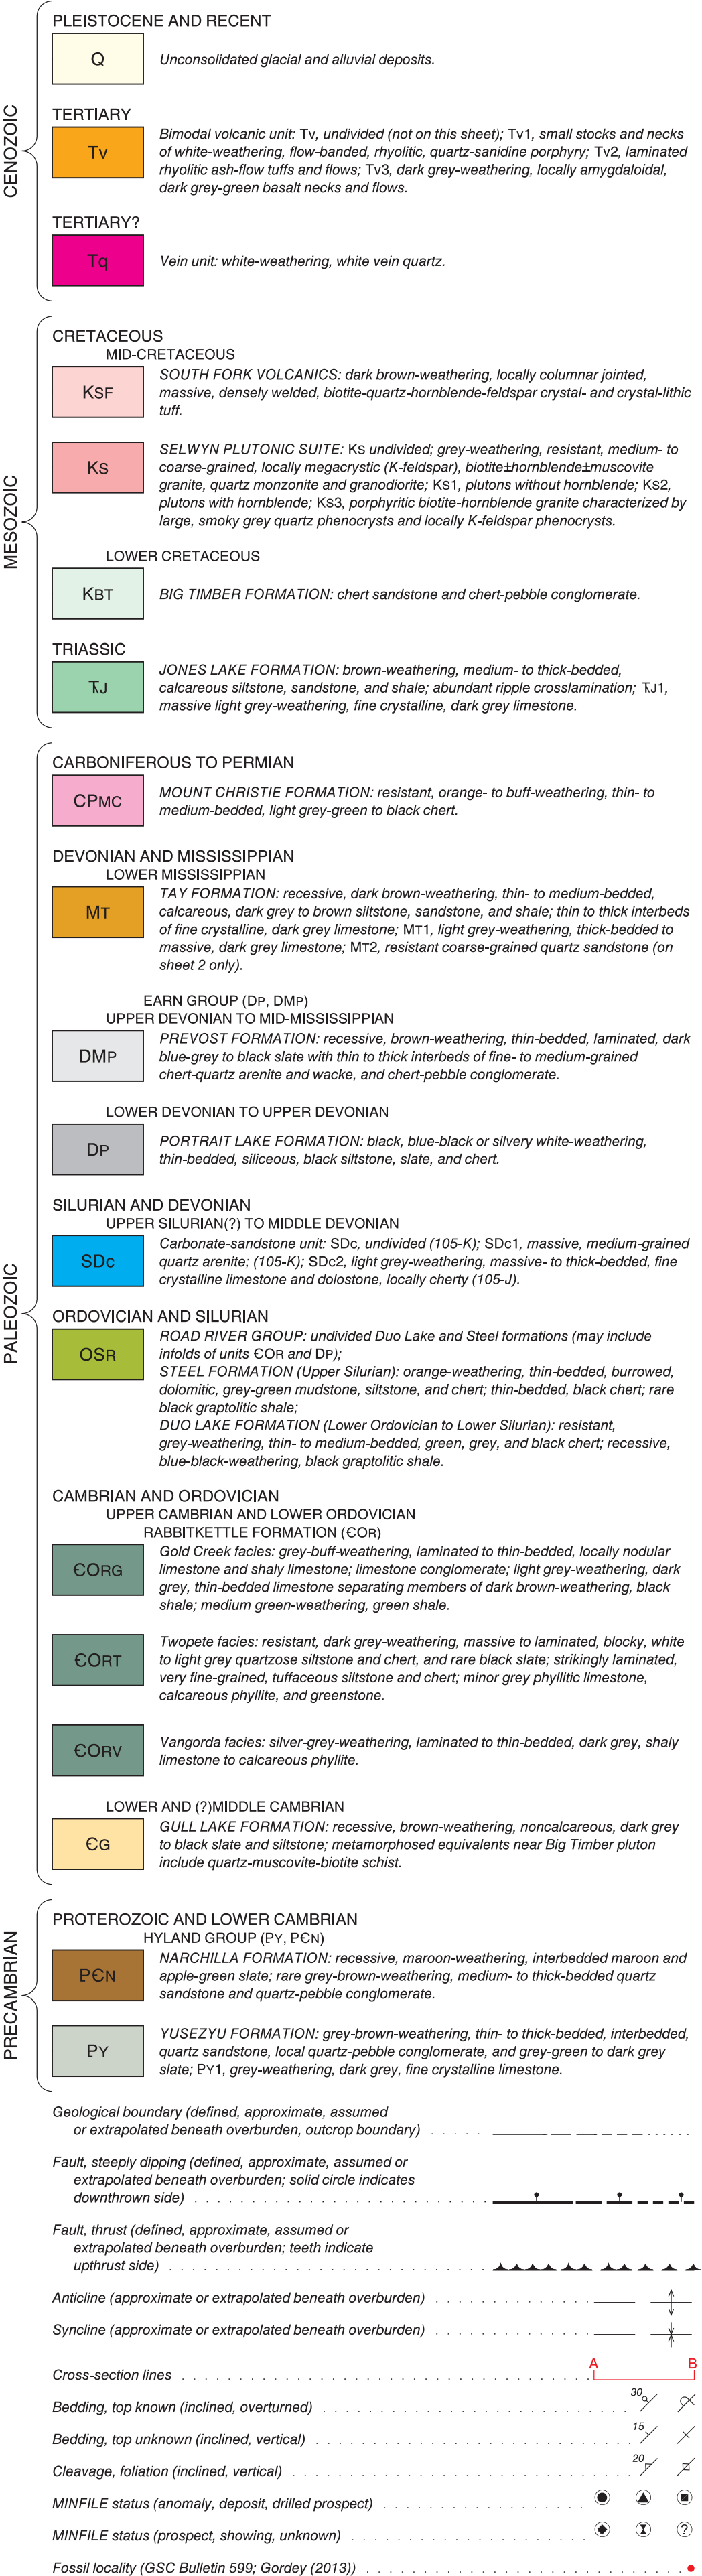 CENOZOIC
PLEISTOCENE AND RECENT
Q
Unconsolidated glacial and alluvial deposits.
TERTIARY
Tv
Bimodal volcanic unit: Tv, undivided (not on this sheet); Tv1, small stocks and necks
of white-weathering, flow-banded, rhyolitic, quartz-sanidine porphyry; Tv2, laminated
rhyolitic ash-flow tuffs and flows; Tv3, dark grey-weathering, locally amygdaloidal,
dark grey-green basalt necks and flows.
TERTIARY?
Tq
Vein unit: white-weathering, white vein quartz.
MESOZOIC
CRETACEOUS
MID-CRETACEOUS
KSF
SOUTH FORK VOLCANICS: dark brown-weathering, locally columnar jointed,
massive, densely welded, biotite-quartz-hornblende-feldspar crystal- and crystal-lithic
tuff.
KS
SELWYN PLUTONIC SUITE: KS undivided; grey-weathering, resistant, medium- to
coarse-grained, locally megacrystic (K-feldspar), biotite±hornblende±muscovite
granite, quartz monzonite and granodiorite; KS1, plutons without hornblende; KS2,
plutons with hornblende; KS3, porphyritic biotite-hornblende granite characterized by
large, smoky grey quartz phenocrysts and locally K-feldspar phenocrysts.
LOWER CRETACEOUS
KBT
BIG TIMBER FORMATION: chert sandstone and chert-pebble conglomerate.
TRIASSIC
ꞆJ
JONES LAKE FORMATION: brown-weathering, medium- to thick-bedded,
calcareous siltstone, sandstone, and shale; abundant ripple crosslamination; ꞆJ1,
massive light grey-weathering, fine crystalline, dark grey limestone.
PALEOZOIC
CARBONIFEROUS TO PERMIAN
CPMC
MOUNT CHRISTIE FORMATION: resistant, orange- to buff-weathering, thin- to
medium-bedded, light grey-green to black chert.
DEVONIAN AND MISSISSIPPIAN
LOWER MISSISSIPPIAN
MT
TAY FORMATION: recessive, dark brown-weathering, thin- to medium-bedded,
calcareous, dark grey to brown siltstone, sandstone, and shale; thin to thick interbeds
of fine crystalline, dark grey limestone; MT1, light grey-weathering, thick-bedded to
massive, dark grey limestone; MT2, resistant coarse-grained quartz sandstone (on
sheet 2 only).
EARN GROUP (DP, DMP)
UPPER DEVONIAN TO MID-MISSISSIPPIAN
DMP
PREVOST FORMATION: recessive, brown-weathering, thin-bedded, laminated, dark
blue-grey to black slate with thin to thick interbeds of fine- to medium-grained
chert-quartz arenite and wacke, and chert-pebble conglomerate.
LOWER DEVONIAN TO UPPER DEVONIAN
DP
PORTRAIT LAKE FORMATION: black, blue-black or silvery white-weathering,
thin-bedded, siliceous, black siltstone, slate, and chert.
SILURIAN AND DEVONIAN
UPPER SILURIAN(?) TO MIDDLE DEVONIAN
SDc
Carbonate-sandstone unit: SDc, undivided (105-K); SDc1, massive, medium-grained
quartz arenite; (105-K); SDc2, light grey-weathering, massive- to thick-bedded, fine
crystalline limestone and dolostone, locally cherty (105-J).
ORDOVICIAN AND SILURIAN
OSR
ROAD RIVER GROUP: undivided Duo Lake and Steel formations (may include
infolds of units ЄOR and DP);
STEEL FORMATION (Upper Silurian): orange-weathering, thin-bedded, burrowed,
dolomitic, grey-green mudstone, siltstone, and chert; thin-bedded, black chert; rare
black graptolitic shale;
DUO LAKE FORMATION (Lower Ordovician to Lower Silurian): resistant,
grey-weathering, thin- to medium-bedded, green, grey, and black chert; recessive,
blue-black-weathering, black graptolitic shale.
CAMBRIAN AND ORDOVICIAN
UPPER CAMBRIAN AND LOWER ORDOVICIAN
RABBITKETTLE FORMATION (ЄOR)
ЄORG
Gold Creek facies: grey-buff-weathering, laminated to thin-bedded, locally nodular
limestone and shaly limestone; limestone conglomerate; light grey-weathering, dark
grey, thin-bedded limestone separating members of dark brown-weathering, black
shale; medium green-weathering, green shale.
ЄORT
Twopete facies: resistant, dark grey-weathering, massive to laminated, blocky, white
to light grey quartzose siltstone and chert, and rare black slate; strikingly laminated,
very fine-grained, tuffaceous siltstone and chert; minor grey phyllitic limestone,
calcareous phyllite, and greenstone.
ЄORV
Vangorda facies: silver-grey-weathering, laminated to thin-bedded, dark grey, shaly
limestone to calcareous phyllite.
LOWER AND (?)MIDDLE CAMBRIAN
ЄG
GULL LAKE FORMATION: recessive, brown-weathering, noncalcareous, dark grey
to black slate and siltstone; metamorphosed equivalents near Big Timber pluton
include quartz-muscovite-biotite schist.
PRECAMBRIAN
PROTEROZOIC AND LOWER CAMBRIAN
HYLAND GROUP (PY, PЄN)
PЄN
NARCHILLA FORMATION: recessive, maroon-weathering, interbedded maroon and
apple-green slate; rare grey-brown-weathering, medium- to thick-bedded quartz
sandstone and quartz-pebble conglomerate.
PY
YUSEZYU FORMATION: grey-brown-weathering, thin- to thick-bedded, interbedded,
quartz sandstone, local quartz-pebble conglomerate, and grey-green to dark grey
slate; PY1, grey-weathering, dark grey, fine crystalline limestone.
Geological boundary (defined, approximate, assumed
or extrapolated beneath overburden, outcrop boundary)
Fault, steeply dipping (defined, approximate, assumed or
extrapolated beneath overburden; solid circle indicates
downthrown side)
Fault, thrust (defined, approximate, assumed or
extrapolated beneath overburden; teeth indicate
upthrust side)
Anticline (approximate or extrapolated beneath overburden)
Syncline (approximate or extrapolated beneath overburden)
Cross-section lines A B
Bedding, top known (inclined, overturned) 30
Bedding, top unknown (inclined, vertical) 15
Cleavage, foliation (inclined, vertical) 20
MINFILE status (anomaly, deposit, drilled prospect)
MINFILE status (prospect, showing, unknown) ?
Fossil locality (GSC Bulletin 599; Gordey (2013))